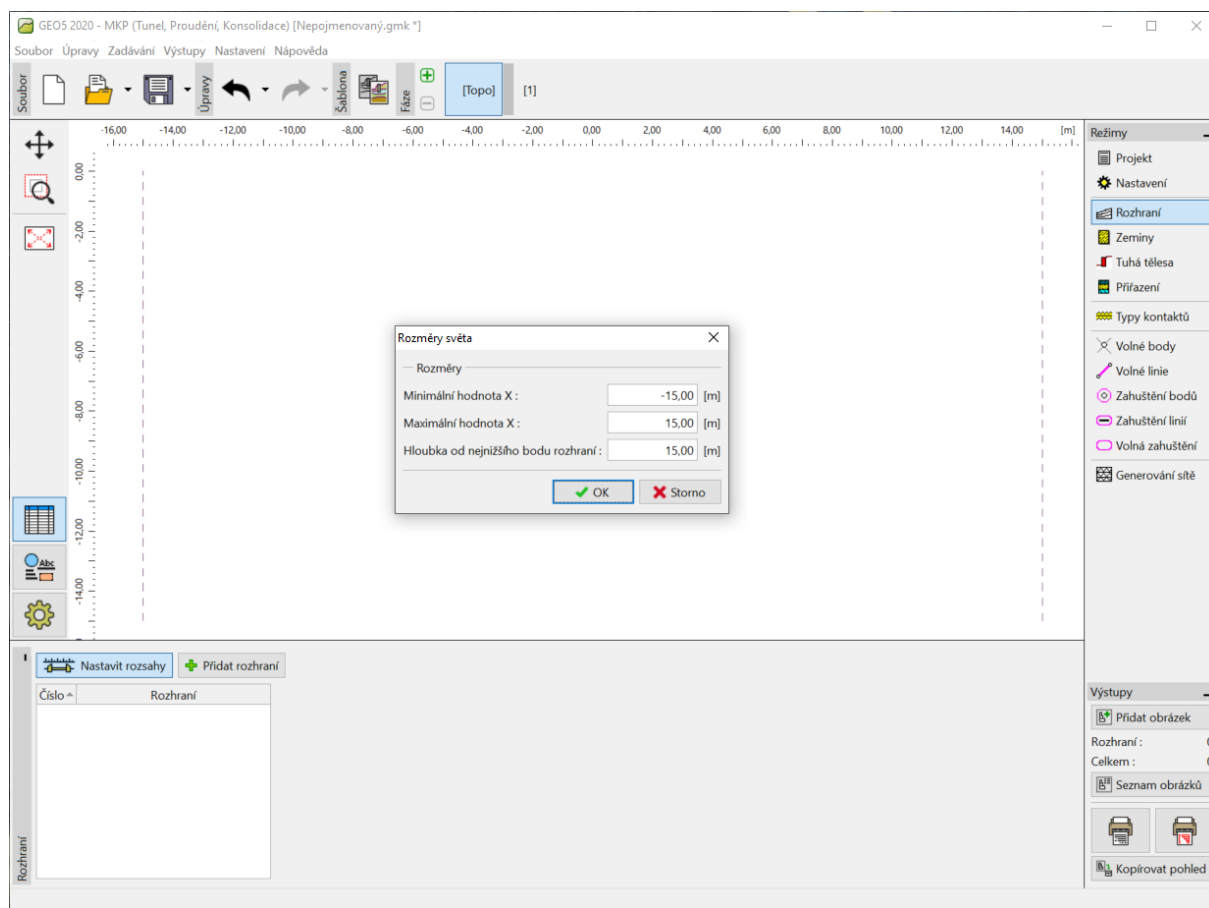 GEO5 2020 - MKP (Tunel, Proudění, Konsolidace) [Nepojmenovaný.gmk *]
Soubor Úpravy Zadávání Výstupy Nastavení Nápověda
Soubor
Úpravy
Šablona
Fáze
[Topo]
[1]
-16,00 -14,00 -12,00 -10,00 -8,00 -6,00 -4,00 -2,00 0,00 2,00 4,00 6,00 8,00 10,00 12,00 14,00 [m]
0,00
-2,00
-4,00
-6,00
-8,00
-10,00
-12,00
-14,00
Abc
Rozměry světa
Rozměry
Minimální hodnota X : -15,00 [m]
Maximální hodnota X : 15,00 [m]
Hloubka od nejnižšího bodu rozhraní : 15,00 [m]
OK Storno
Režimy
Projekt
Nastavení
Rozhraní
Zeminy
Tuhá tělesa
Přiřazení
Typy kontaktů
Volné body
Volné linie
Zahuštění bodů
Zahuštění linií
Volná zahuštění
Generování sítě
Nastavit rozsahy Přidat rozhraní
Číslo Rozhraní
Rozhraní
Výstupy
Přidat obrázek
Rozhraní :
Celkem :
Seznam obrázků
Kopírovat pohled